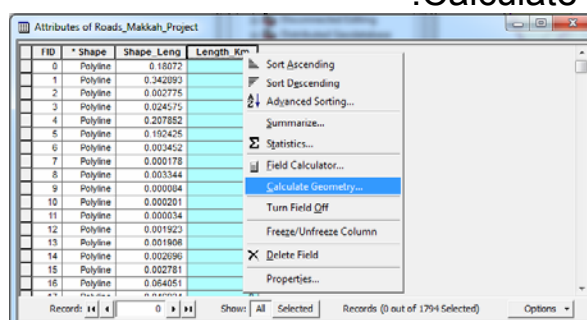 .Calculate
Attributes of Roads_Makkah_Project
FID * Shape Shape_Leng Length_Km
0 Polyline 0.18072
1 Polyline 0.342893
2 Polyline 0.002775
3 Polyline 0.024575
4 Polyline 0.207852
5 Polyline 0.192425
6 Polyline 0.003452
7 Polyline 0.000178
8 Polyline 0.003344
9 Polyline 0.000084
10 Polyline 0.000201
11 Polyline 0.000034
12 Polyline 0.001923
13 Polyline 0.001906
14 Polyline 0.002696
15 Polyline 0.002781
16 Polyline 0.064051
Sort Ascending
Sort Descending
Advanced Sorting...
Summarize...
Statistics...
Field Calculator...
Calculate Geometry...
Turn Field Off
Freeze/Unfreeze Column
Delete Field
Properties...
Record: 0 Show: All Selected Records (0 out of 1794 Selected) Options